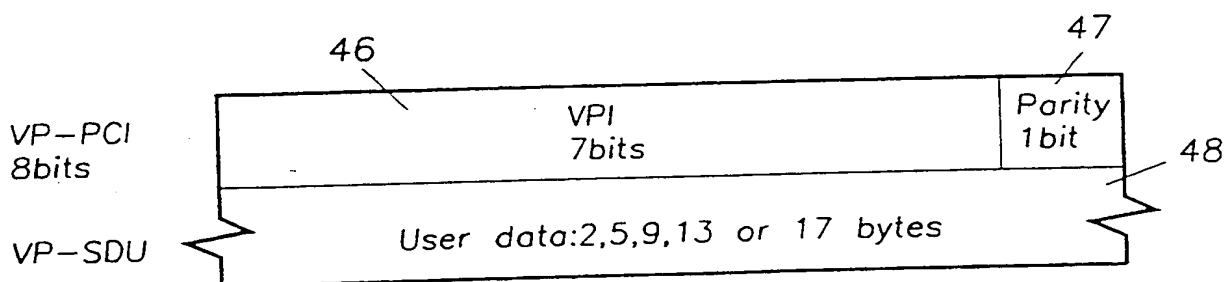 46
47
VP-PCI
8bits
VPI
7bits
Parity
1bit
48
VP-SDU
User data:2,5,9,13 or 17 bytes